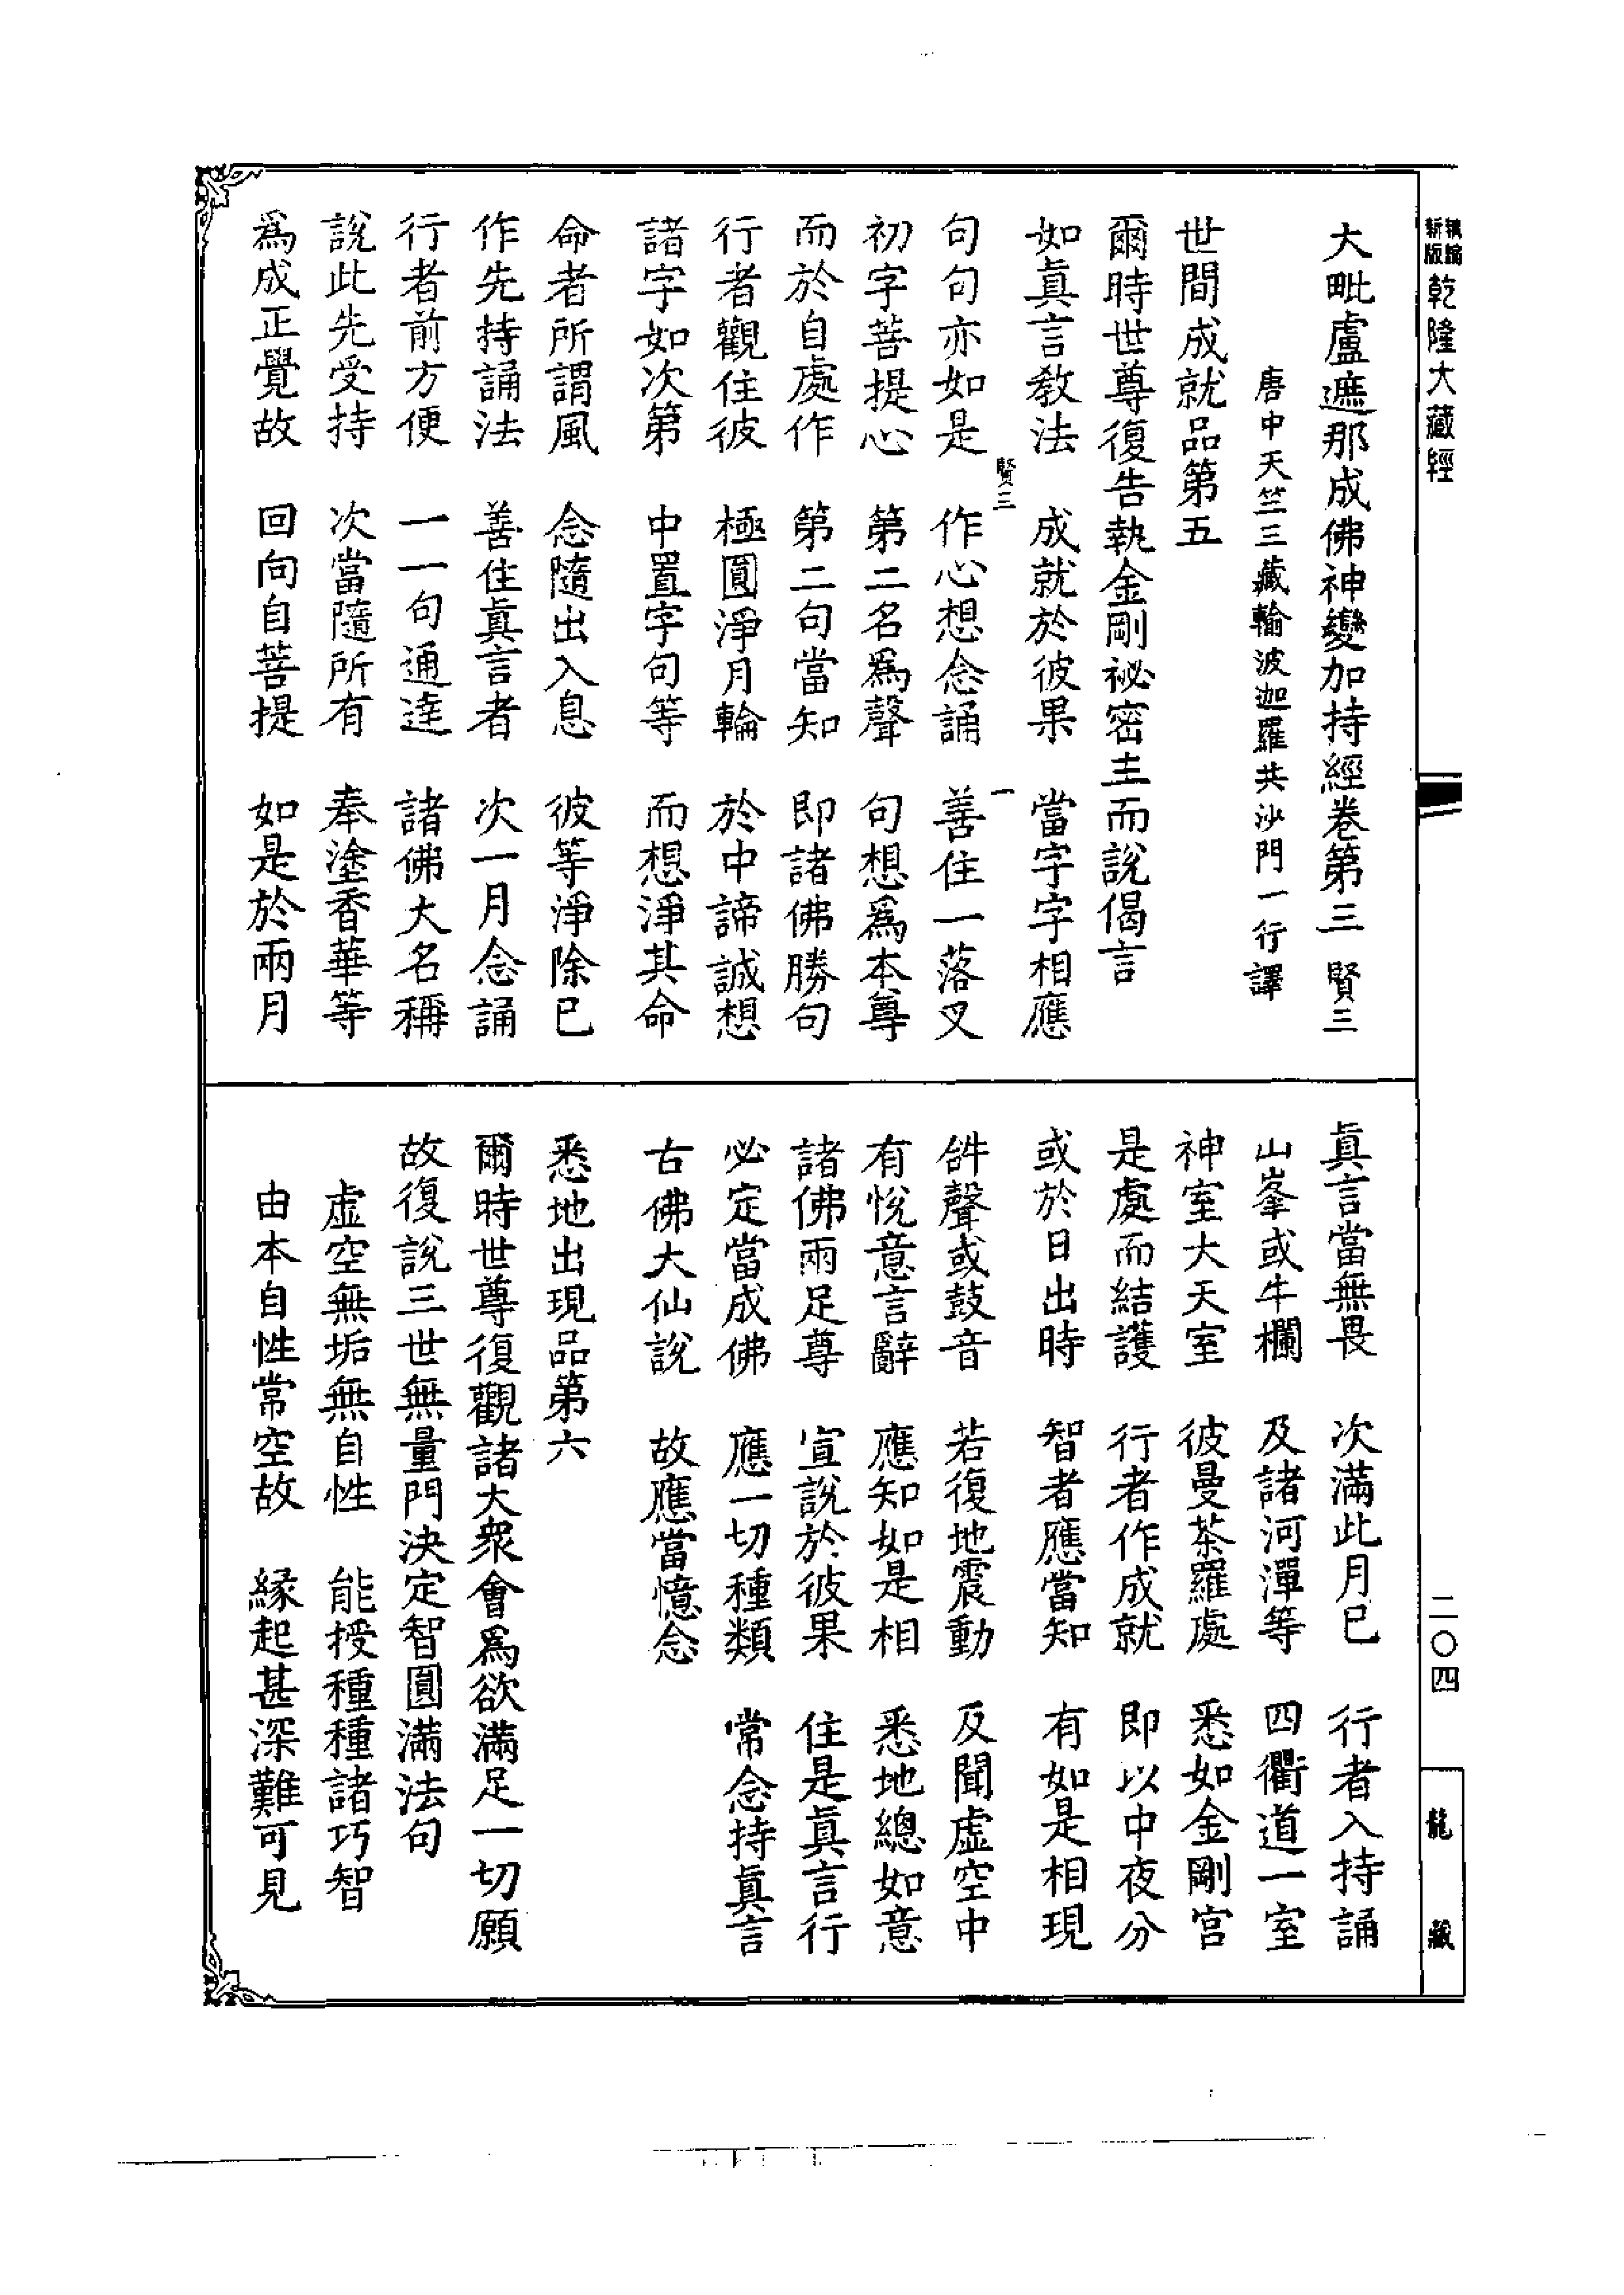 新版
乾隆大藏經
大毗盧遮那成佛神變加持經卷第三 賢三
唐中天竺三藏輸波迦羅共沙門一行譯
世間成就品第五
爾時世尊復告執金剛祕密主而說偈言
如眞言教法 成就於彼果 當字字相應
賢三 一
句句亦如是 作心想念誦 善住一落叉
初字菩提心 第二名爲聲 句想爲本尊
而於自處作 第二句當知 即諸佛勝句
行者觀住彼 極圓淨月輪 於中諦誠想
諸字如次第 中置字句等 而想淨其命
命者所謂風 念隨出入息 彼等淨除已
作先持誦法 善住眞言者 次一月念誦
行者前方便 一一句通達 諸佛大名稱
說此先受持 次當隨所有 奉塗香華等
爲成正覺故 回向自菩提 如是於兩月
眞言當無畏 次滿此月已 行者入持誦
山峯或牛欄 及諸河潬等 四衢道一室
神室大天室 彼曼茶羅處 悉如金剛宫
是處而結護 行者作成就 即以中夜分
或於日出時 智者應當知 有如是相現
𤙖聲或鼓音 若復地震動 及聞虛空中
有悅意言辭 應知如是相 悉地總如意
諸佛兩足尊 宣說於彼果 住是眞言行
必定當成佛 應一切種類 常念持眞言
古佛大仙說 故應當憶念
悉地出現品第六
爾時世尊復觀諸大衆會爲欲滿足一切願
故復說三世無量門決定智圓滿法句
虛空無垢無自性 能授種種諸巧智
由本自性常空故 緣起甚深難可見
二〇四
龍藏